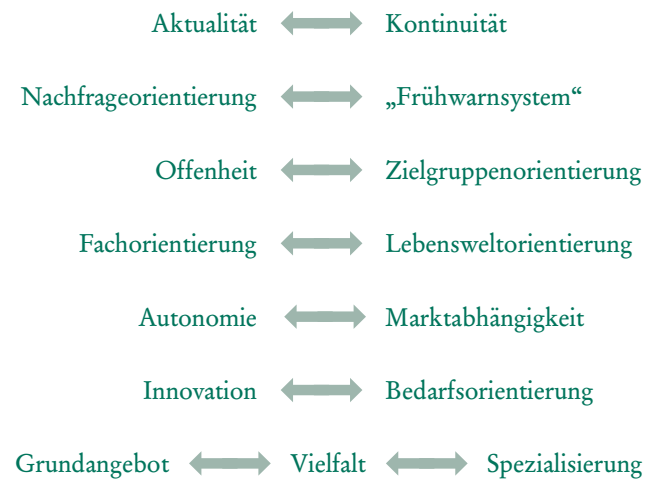 Aktualität Kontinuität
Nachfrageorientierung „Frühwarnsystem“
Offenheit Zielgruppenorientierung
Fachorientierung Lebensweltorientierung
Autonomie Marktabhängigkeit
Innovation Bedarfsorientierung
Grundangebot Vielfalt Spezialisierung